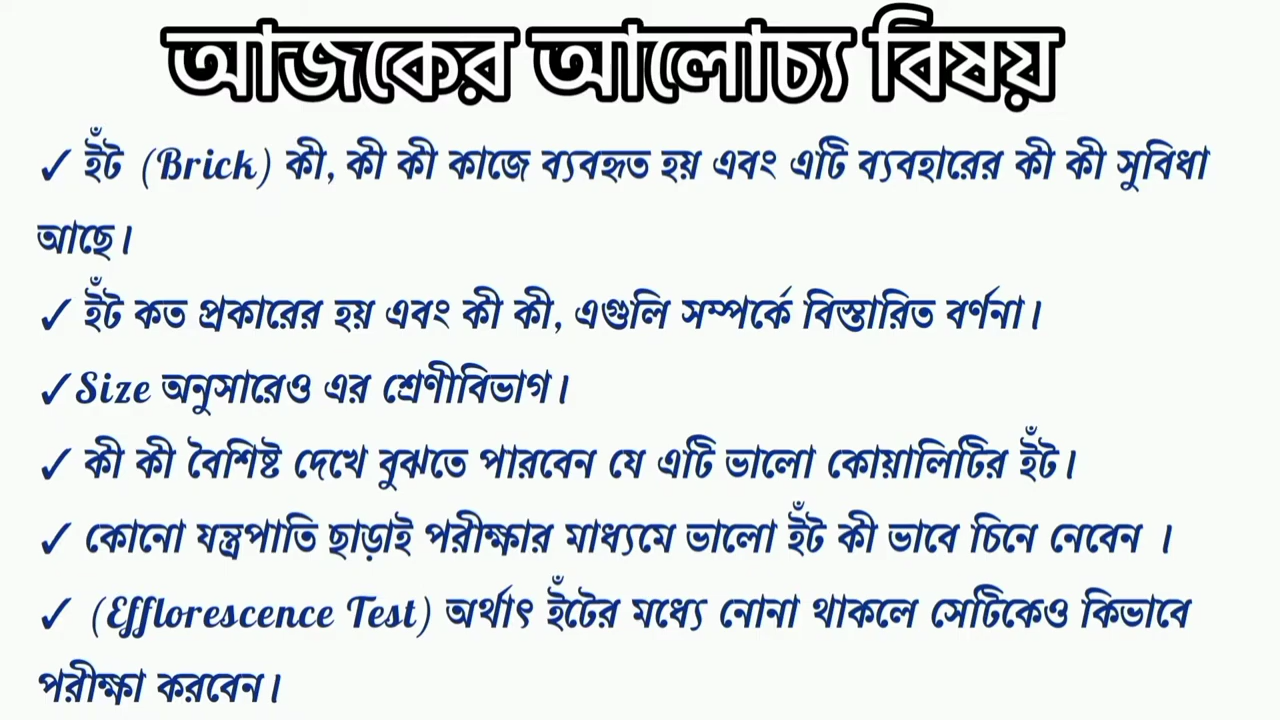 আজকের আলোচ্য বিষয়
✓ ইঁট (Brick) কী, কী কী কাজে ব্যবহৃত হয় এবং এটি ব্যবহারের কী কী সুবিধা
আছে।
✓ ইঁট কত প্রকারের হয় এবং কী কী, এগুলি সম্পর্কে বিস্তারিত বর্ণনা।
✓Size অনুসারেও এর শ্রেণীবিভাগ।
✓ কী কী বৈশিষ্ট দেখে বুঝতে পারবেন যে এটি ভালো কোয়ালিটির ইঁট।
✓ কোনো যন্ত্রপাতি ছাড়াই পরীক্ষার মাধ্যমে ভালো ইঁট কী ভাবে চিনে নেবেন ।
✓ (Efflorescence Test) অর্থাৎ ইঁটের মধ্যে নোনা থাকলে সেটিকেও কিভাবে
পরীক্ষা করবেন।